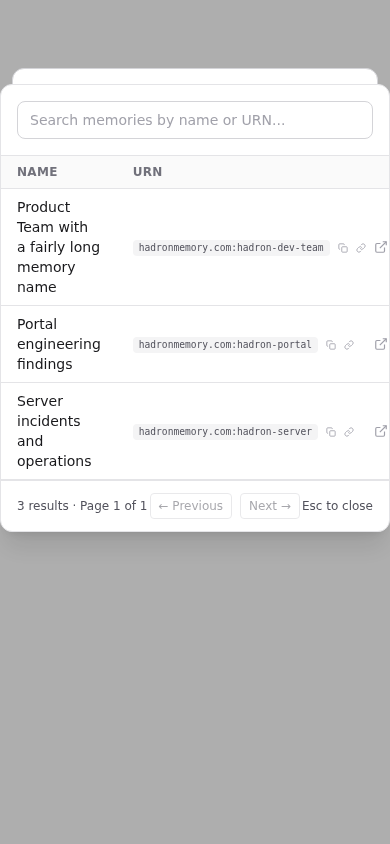 Search memories by name or URN...
NAME URN
Product
Team with
a fairly long
memory
name
hadronmemory.com:hadron-dev-team
Portal
engineering
findings
hadronmemory.com:hadron-portal
Server
incidents
and
operations
hadronmemory.com:hadron-server
3 results · Page 1 of 1 ← Previous Next → Esc to close